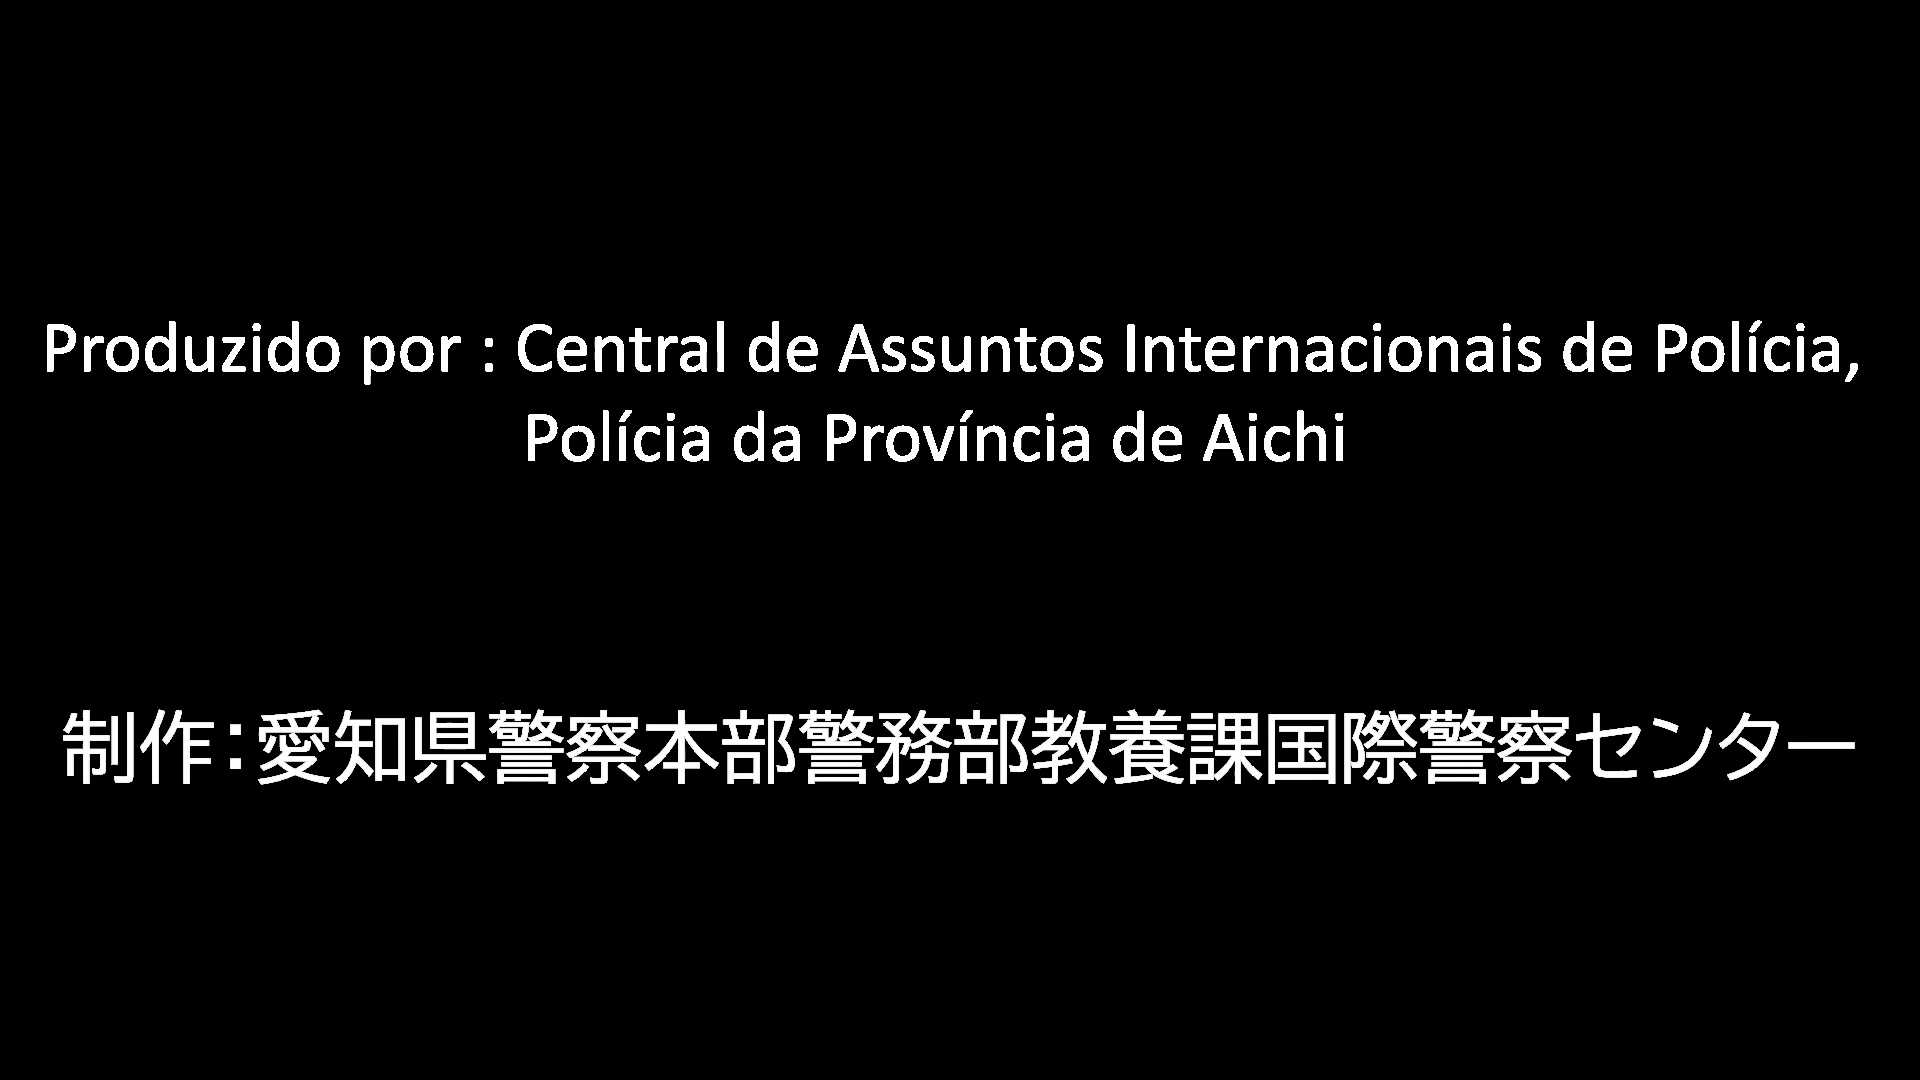 Produzido por : Central de Assuntos Internacionais de Polícia,
Polícia da Província de Aichi
制作：愛知県警察本部警務部教養課国際警察センター